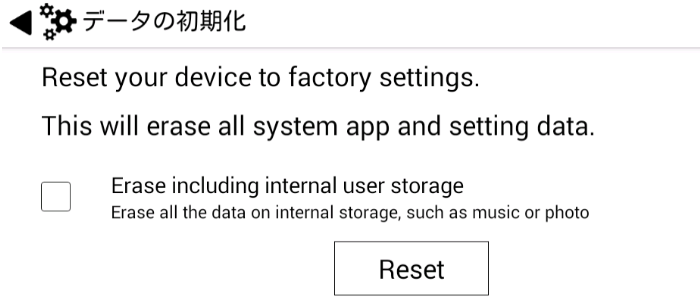 データの初期化
Reset your device to factory settings.
This will erase all system app and setting data.
Erase including internal user storage
Erase all the data on internal storage, such as music or photo
Reset